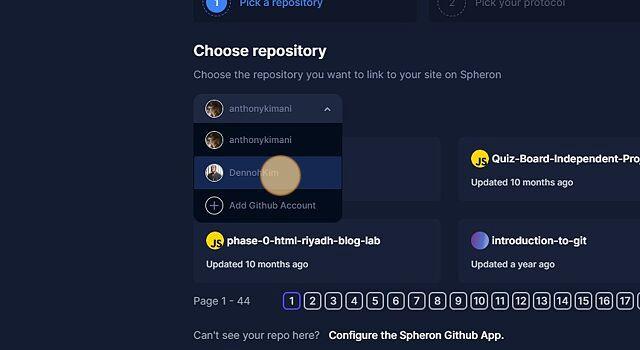 1 Pick a repository
2 Pick your protocol
Choose repository
Choose the repository you want to link to your site on Spheron
anthonykimani
anthonykimani
DennohKim
Add Github Account
JS Quiz-Board-Independent-Proj
Updated 10 months ago
JS phase-0-html-riyadh-blog-lab
Updated 10 months ago
introduction-to-git
Updated a year ago
Page 1 - 44 1 2 3 4 5 6 7 8 9 10 11 12 13 14 15 16 17
Can't see your repo here? Configure the Spheron Github App.